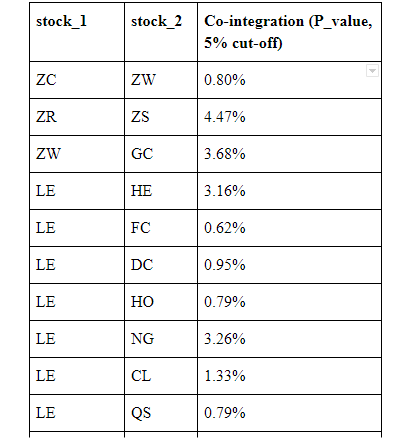 stock_1 stock_2 Co-integration (P_value,
5% cut-off)
ZC ZW 0.80%
ZR ZS 4.47%
ZW GC 3.68%
LE HE 3.16%
LE FC 0.62%
LE DC 0.95%
LE HO 0.79%
LE NG 3.26%
LE CL 1.33%
LE QS 0.79%